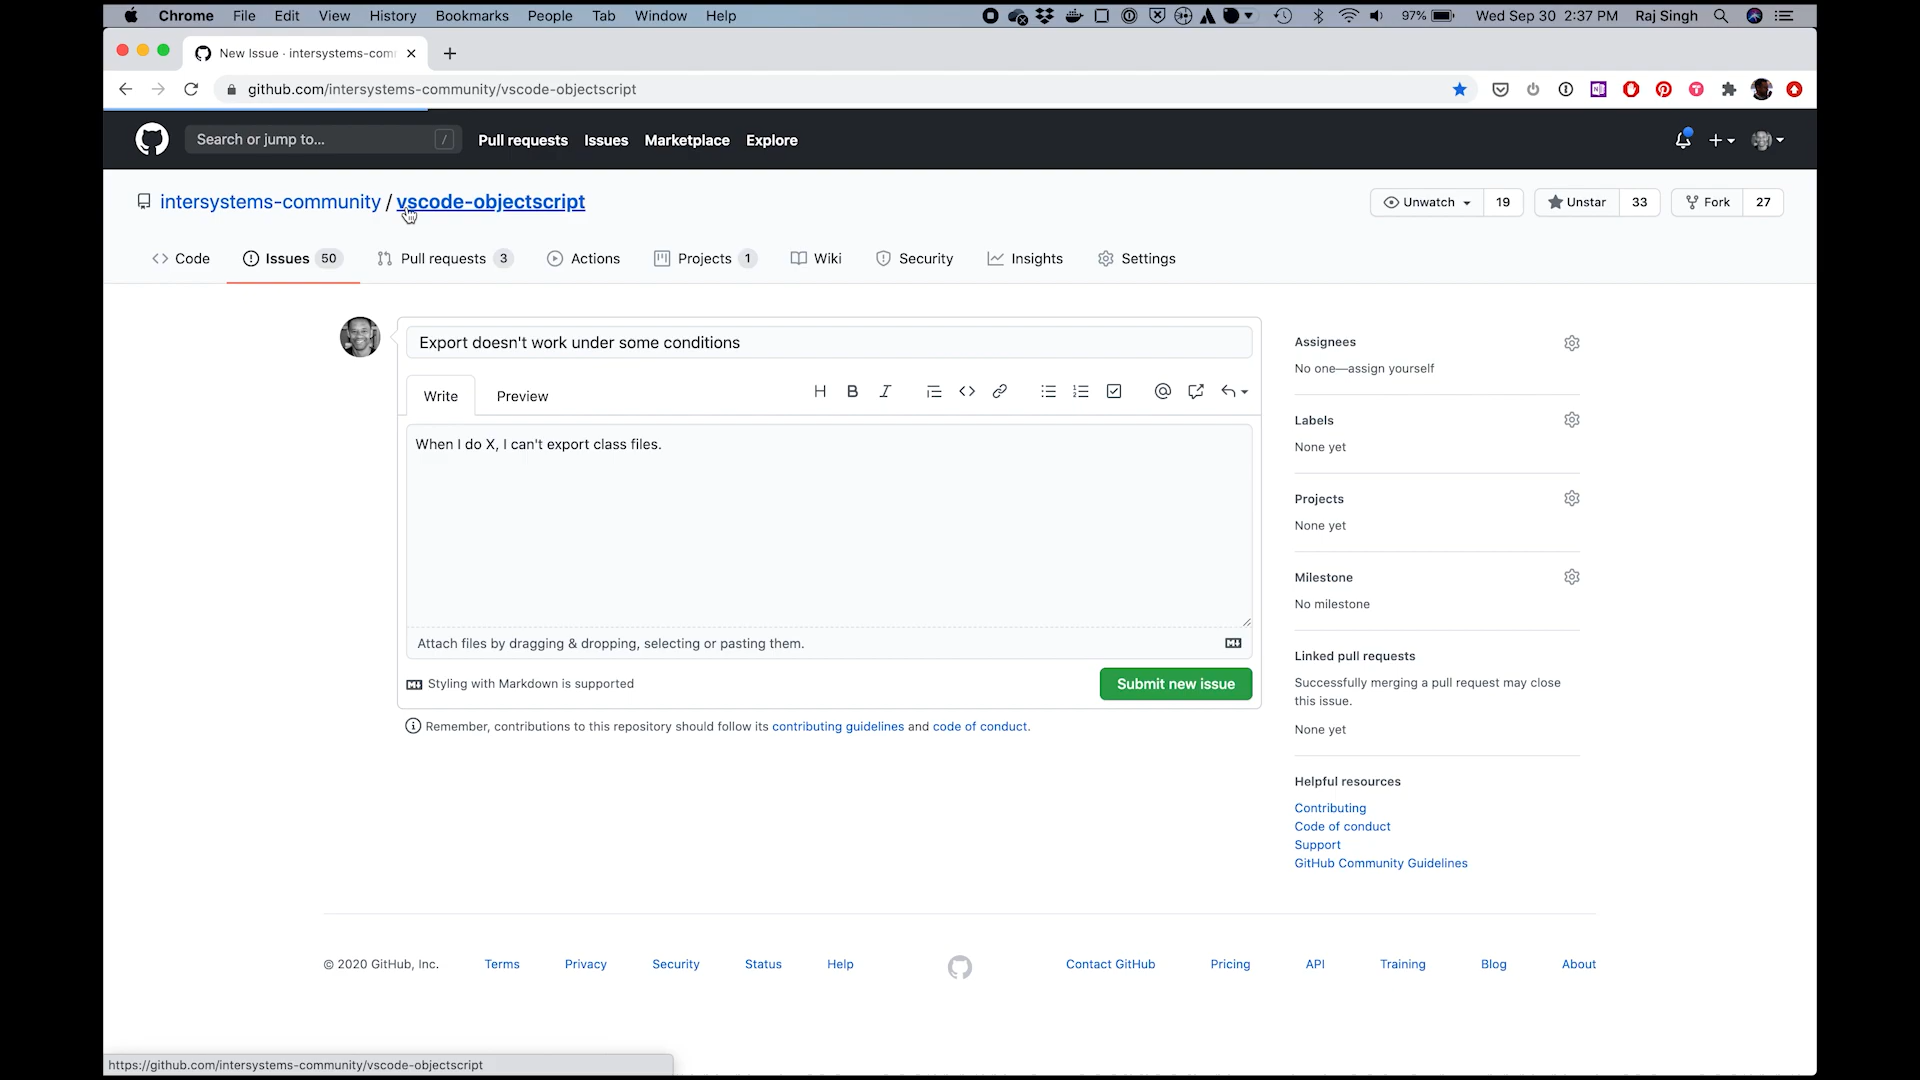 Chrome File Edit View History Bookmarks People Tab Window Help 97% Wed Sep 30 2:37 PM Raj Singh
New Issue · intersystems-com
github.com/intersystems-community/vscode-objectscript
Search or jump to... / Pull requests Issues Marketplace Explore
intersystems-community / vscode-objectscript Unwatch 19 Unstar 33 Fork 27
Code Issues 50 Pull requests 3 Actions Projects 1 Wiki Security Insights Settings
Export doesn't work under some conditions
Write Preview
When I do X, I can't export class files.
Attach files by dragging & dropping, selecting or pasting them.
Styling with Markdown is supported
Submit new issue
Remember, contributions to this repository should follow its contributing guidelines and code of conduct.
Assignees
No one—assign yourself
Labels
None yet
Projects
None yet
Milestone
No milestone
Linked pull requests
Successfully merging a pull request may close
this issue.
None yet
Helpful resources
Contributing
Code of conduct
Support
GitHub Community Guidelines
© 2020 GitHub, Inc. Terms Privacy Security Status Help Contact GitHub Pricing API Training Blog About
https://github.com/intersystems-community/vscode-objectscript